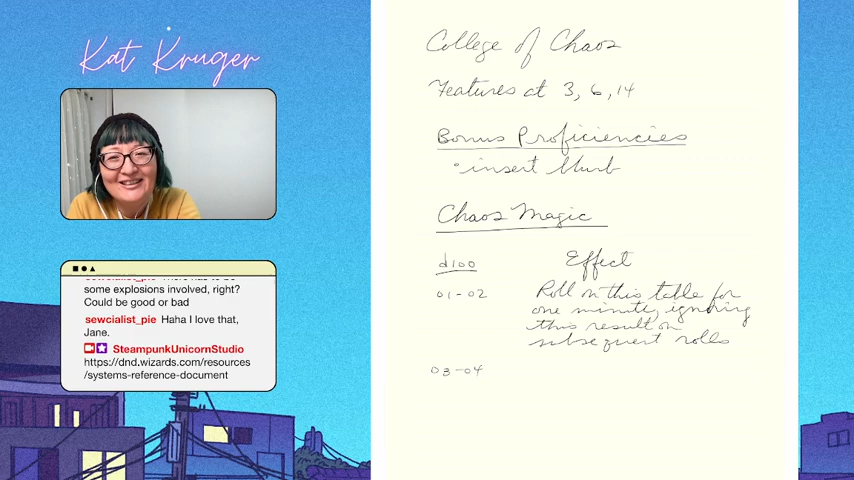 Kat Kruger
some explosions involved, right?
Could be good or bad
sewcialist_pie Haha I love that,
Jane.
SteampunkUnicornStudio
https://dnd.wizards.com/resources
/systems-reference-document
College of Chaos
Features at 3, 6, 14
Bonus Proficiencies
• insert blurb
Chaos Magic
d100 Effect
01-02 Roll on this table for
one minute, ignoring
this result on
subsequent rolls
03-04